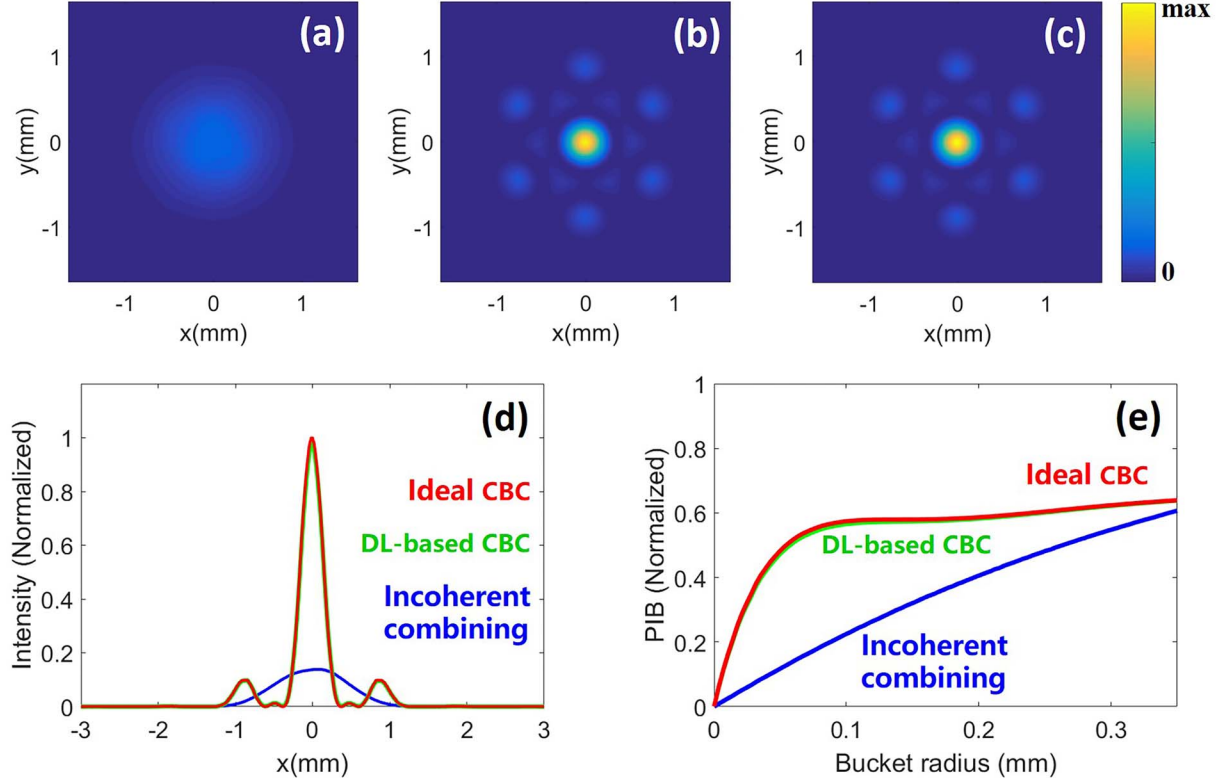 (a)
1
0
-1
y(mm)
-1 0 1
x(mm)
(b)
1
0
-1
y(mm)
-1 0 1
x(mm)
(c)
1
0
-1
y(mm)
-1 0 1
x(mm)
max
0
(d)
1
0.8
0.6
0.4
0.2
0
Intensity (Normalized)
Ideal CBC
DL-based CBC
Incoherent
combining
-3 -2 -1 0 1 2 3
x(mm)
(e)
1
0.8
0.6
0.4
0.2
0
PIB (Normalized)
Ideal CBC
DL-based CBC
Incoherent
combining
0 0.1 0.2 0.3
Bucket radius (mm)